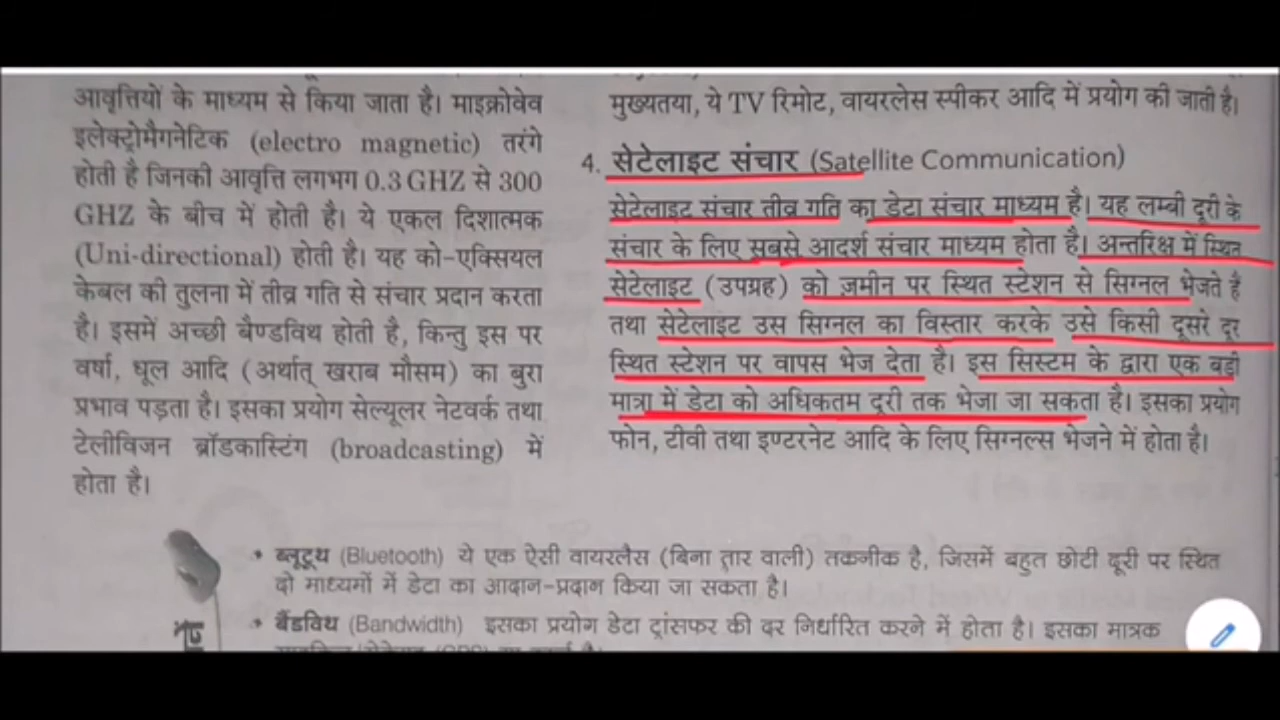 आवृत्तियों के माध्यम से किया जाता है। माइक्रोवेव
इलेक्ट्रोमैगनेटिक (electro magnetic) तरंगे
होती है जिनकी आवृत्ति लगभग 0.3 GHZ से 300
GHZ के बीच में होती है। ये एकल दिशात्मक
(Uni-directional) होती है। यह को-एक्सियल
केबल की तुलना में तीव्र गति से संचार प्रदान करता
है। इसमें अच्छी बैण्डविथ होती है, किन्तु इस पर
वर्षा, धूल आदि (अर्थात् खराब मौसम) का बुरा
प्रभाव पड़ता है। इसका प्रयोग सेल्यूलर नेटवर्क तथा
टेलीविजन ब्रॉडकास्टिंग (broadcasting) में
होता है।
मुख्यतया, ये TV रिमोट, वायरलेस स्पीकर आदि में प्रयोग की जाती है।
4. सेटेलाइट संचार (Satellite Communication)
सेटेलाइट संचार तीव्र गति का डेटा संचार माध्यम है। यह लम्बी दूरी के
संचार के लिए सबसे आदर्श संचार माध्यम होता है। अन्तरिक्ष में स्थित
सेटेलाइट (उपग्रह) को ज़मीन पर स्थित स्टेशन से सिग्नल भेजते है
तथा सेटेलाइट उस सिग्नल का विस्तार करके उसे किसी दूसरे दूर
स्थित स्टेशन पर वापस भेज देता है। इस सिस्टम के द्वारा एक बड़ी
मात्रा में डेटा को अधिकतम दूरी तक भेजा जा सकता है। इसका प्रयोग
फोन, टीवी तथा इण्टरनेट आदि के लिए सिग्नल्स भेजने में होता है।
• ब्लूटूथ (Bluetooth) ये एक ऐसी वायरलैस (बिना तार वाली) तकनीक है, जिसमें बहुत छोटी दूरी पर स्थित
दो माध्यमों में डेटा का आदान-प्रदान किया जा सकता है।
• बैंडविथ (Bandwidth) इसका प्रयोग डेटा ट्रांसफर की दर निर्धारित करने में होता है। इसका मात्रक